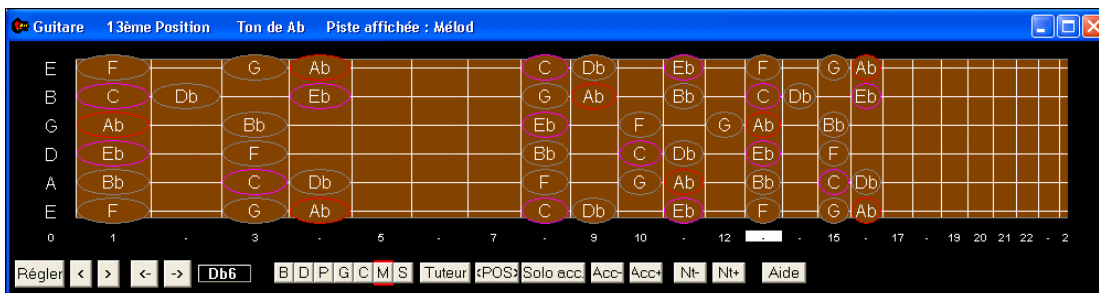 Guitare 13ème Position Ton de Ab Piste affichée : Mélod
E F G Ab C Db Eb F G Ab
B C Db Eb G Ab Bb C Db Eb
G Ab Bb Eb F G Ab Bb
D Eb F Bb C Db Eb F
A Bb C Db F G Ab Bb C Db
E F G Ab C Db Eb F G Ab
0 1 - 3 - 5 - 7 - 9 10 - 12 - - 15 - 17 - 19 20 21 22 - 2
Régler < > <- -> Db6 B D P G C M S Tuteur <POS> Solo acc. Acc- Acc+ Nt- Nt+ Aide